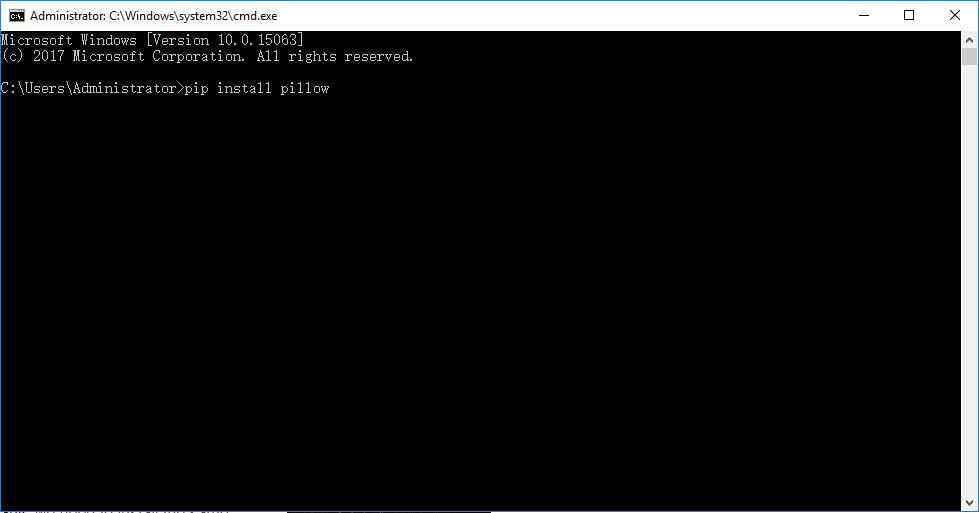 Administrator: C:\Windows\system32\cmd.exe
Microsoft Windows [Version 10.0.15063]
(c) 2017 Microsoft Corporation. All rights reserved.
C:\Users\Administrator>pip install pillow